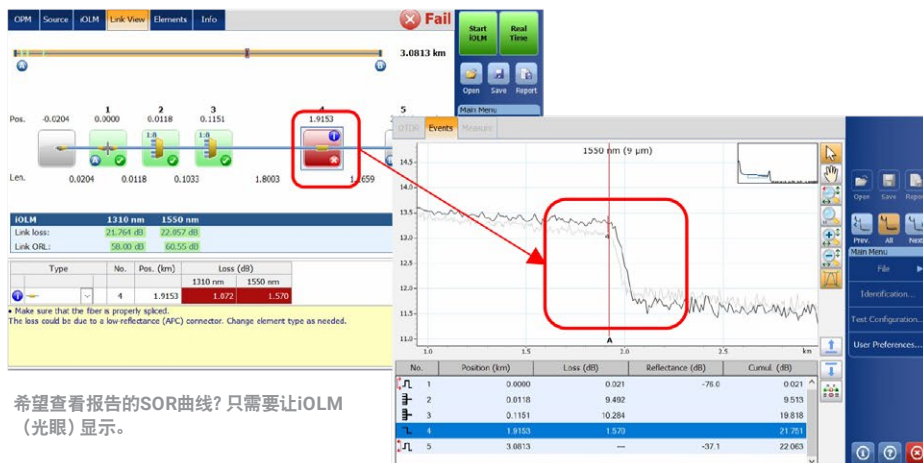 OPM Source iOLM Link View Elements Info
Fail
Start iOLM
Real Time
3.0813 km
A
B
Open Save Report
Main Menu
1 2 3 5
Pos. -0.0204 0.0000 0.0118 0.1151 1.9153
1:8 1:8
A
Len. 0.0204 0.0118 0.1033 1.8003
iOLM 1310 nm 1550 nm
Link loss: 21.764 dB 22.057 dB
Link ORL: 58.00 dB 60.55 dB
Type No. Pos. (km) Loss (dB)
1310 nm 1550 nm
4 1.9153 1.872 1.570
• Make sure that the fiber is properly spliced.
The loss could be due to a low-reflectance (APC) connector. Change element type as needed.
希望查看报告的SOR曲线? 只需要让iOLM
（光眼）显示。
OTDR Events Measure
1550 nm (9 µm)
14.5
14.0
13.5
13.0
12.5
12.0
11.5
11.0
1.0 1.5 2.0 2.5 km
A
No. Position (km) Loss (dB) Reflectance (dB) Cumul. (dB)
1 0.0000 0.021 -76.0 0.021
2 0.0118 9.492 9.513
3 0.1151 10.284 19.818
4 1.9153 1.570 21.751
5 3.0813 --- -37.1 22.063
Open Save Report
Prev. All Next
Main Menu
File
Identification...
Test Configuration...
User Preferences...